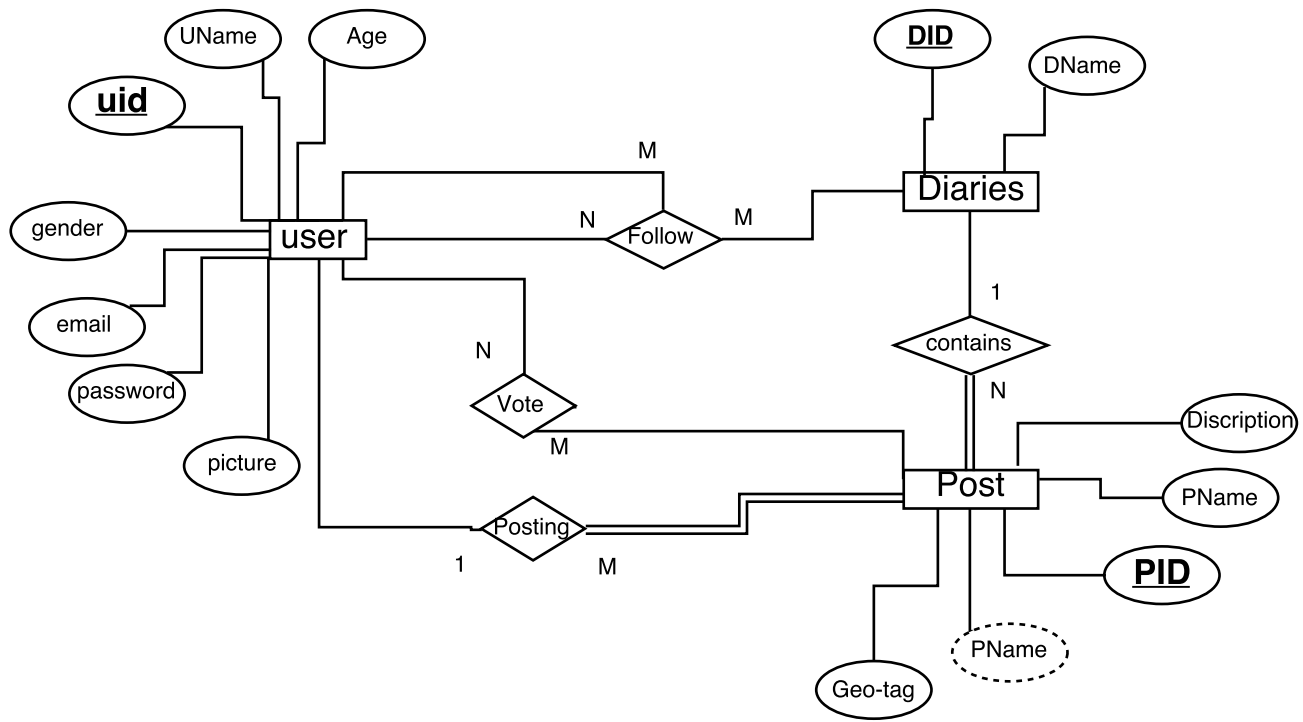 UName
Age
DID
DName
uid
M
Diaries
gender
user
N
Follow
M
1
email
N
contains
password
Vote
N
M
Discription
picture
Post
PName
Posting
1
M
PID
PName
Geo-tag